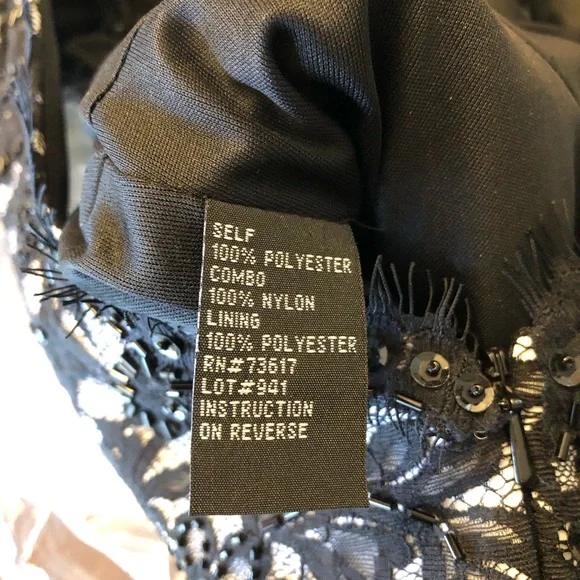 SELF
100% POLYESTER
COMBO
100% NYLON
LINING
100% POLYESTER
RN#73617
LOT#941
INSTRUCTION
ON REVERSE